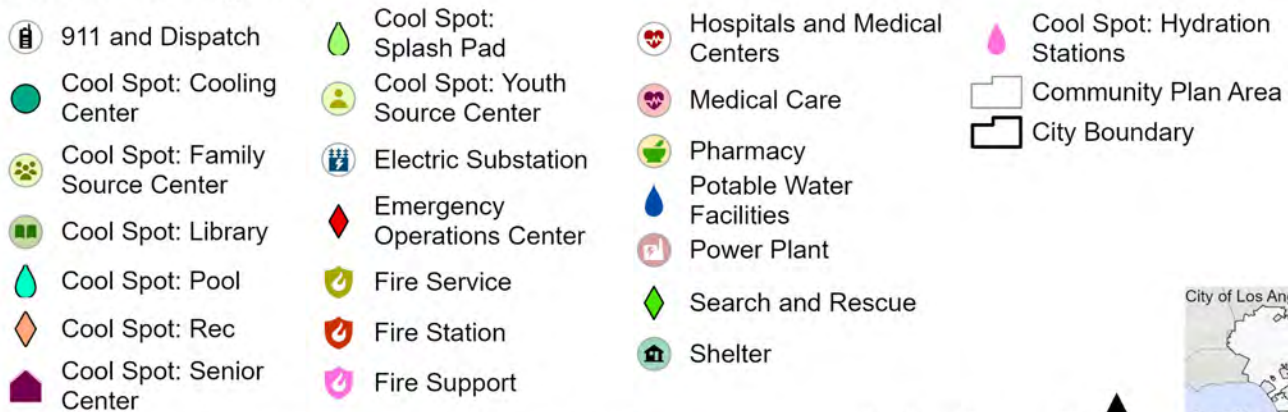 911 and Dispatch
Cool Spot: Cooling
Center
Cool Spot: Family
Source Center
Cool Spot: Library
Cool Spot: Pool
Cool Spot: Rec
Cool Spot: Senior
Center
Cool Spot:
Splash Pad
Cool Spot: Youth
Source Center
Electric Substation
Emergency
Operations Center
Fire Service
Fire Station
Fire Support
Hospitals and Medical
Centers
Medical Care
Pharmacy
Potable Water
Facilities
Power Plant
Search and Rescue
Shelter
Cool Spot: Hydration
Stations
Community Plan Area
City Boundary
City of Los